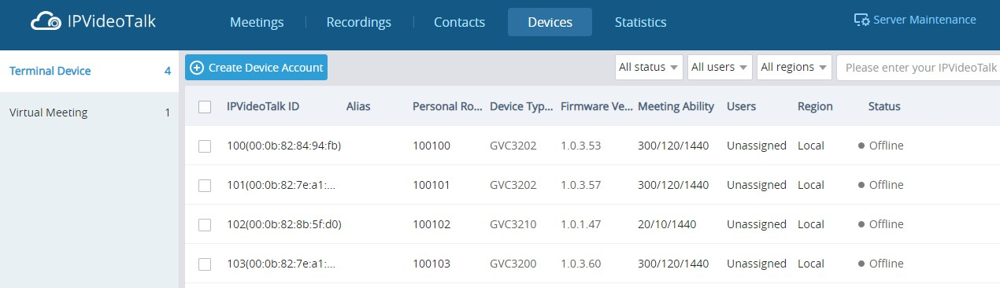 IPVideoTalk Meetings Recordings Contacts Devices Statistics Server Maintenance
Terminal Device 4
Virtual Meeting 1
Create Device Account All status All users All regions Please enter your IPVideoTalk
IPVideoTalk ID Alias Personal Ro... Device Typ... Firmware Ve... Meeting Ability Users Region Status
100(00:0b:82:84:94:fb) 100100 GVC3202 1.0.3.53 300/120/1440 Unassigned Local Offline
101(00:0b:82:7e:a1:... 100101 GVC3202 1.0.3.57 300/120/1440 Unassigned Local Offline
102(00:0b:82:8b:5f:d0) 100102 GVC3210 1.0.1.47 20/10/1440 Unassigned Local Offline
103(00:0b:82:7e:a1:... 100103 GVC3200 1.0.3.60 300/120/1440 Unassigned Local Offline